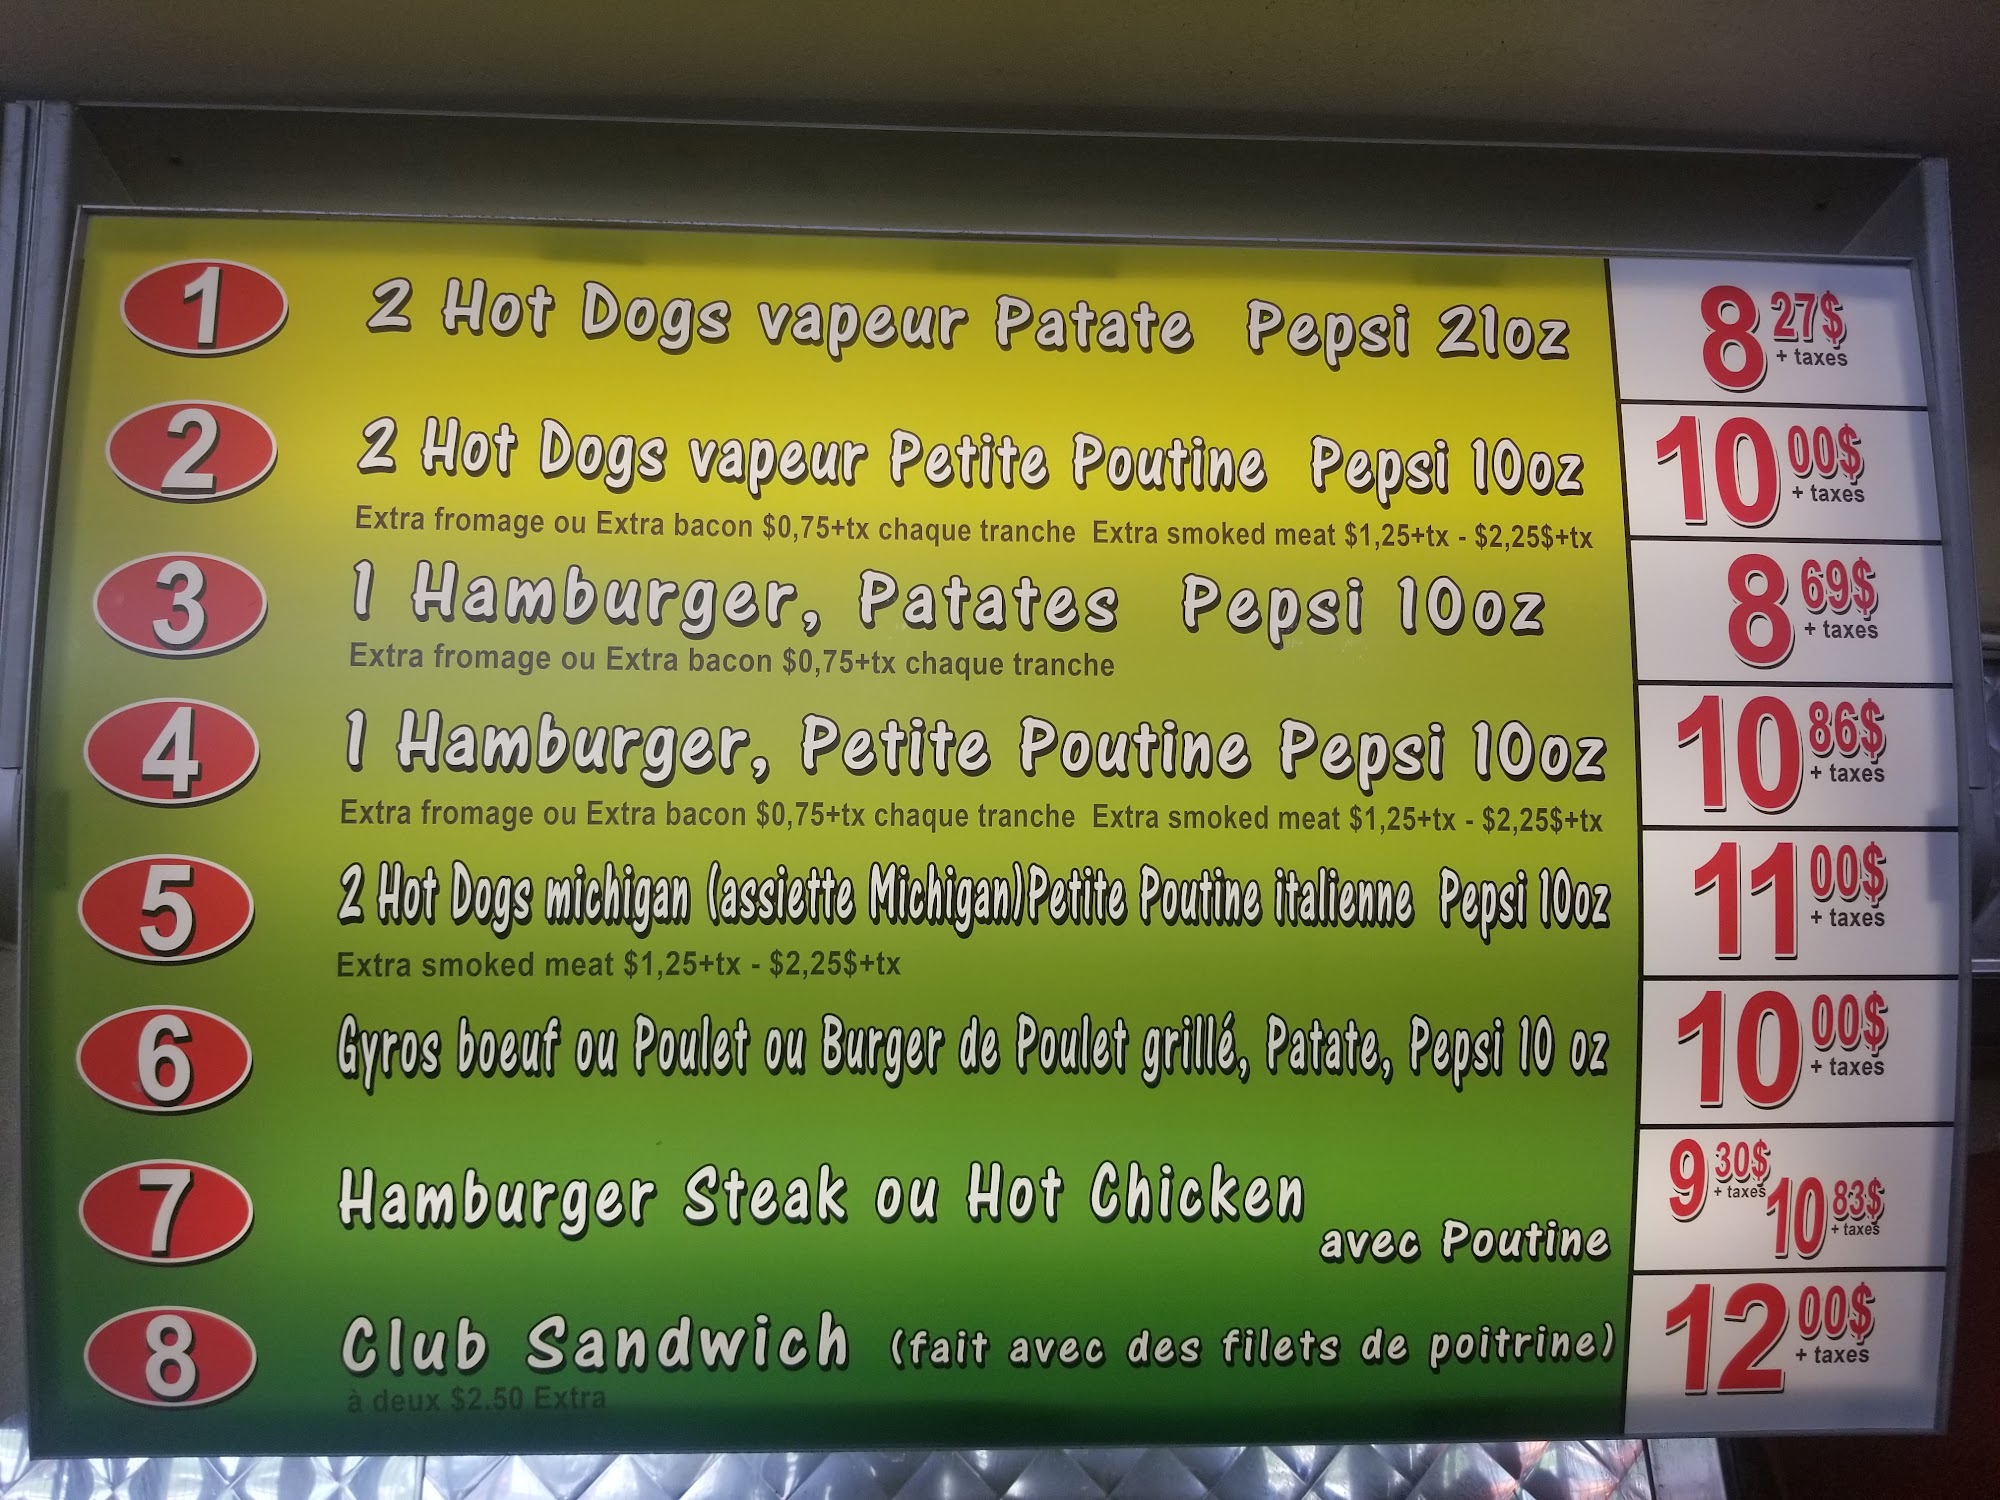 1 2 Hot Dogs vapeur Patate Pepsi 21oz 8 27$ + taxes
2 2 Hot Dogs vapeur Petite Poutine Pepsi 10oz 10 00$ + taxes
Extra fromage ou Extra bacon $0,75+tx chaque tranche Extra smoked meat $1,25+tx - $2,25$+tx
3 1 Hamburger, Patates Pepsi 10oz 8 69$ + taxes
Extra fromage ou Extra bacon $0,75+tx chaque tranche
4 1 Hamburger, Petite Poutine Pepsi 10oz 10 86$ + taxes
Extra fromage ou Extra bacon $0,75+tx chaque tranche Extra smoked meat $1,25+tx - $2,25$+tx
5 2 Hot Dogs michigan (assiette Michigan)Petite Poutine italienne Pepsi 10oz 11 00$ + taxes
Extra smoked meat $1,25+tx - $2,25$+tx
6 Gyros boeuf ou Poulet ou Burger de Poulet grillé, Patate, Pepsi 10 oz 10 00$ + taxes
7 Hamburger Steak ou Hot Chicken 9 30$ + taxes
avec Poutine 10 83$ + taxes
8 Club Sandwich (fait avec des filets de poitrine) 12 00$ + taxes
à deux $2.50 Extra